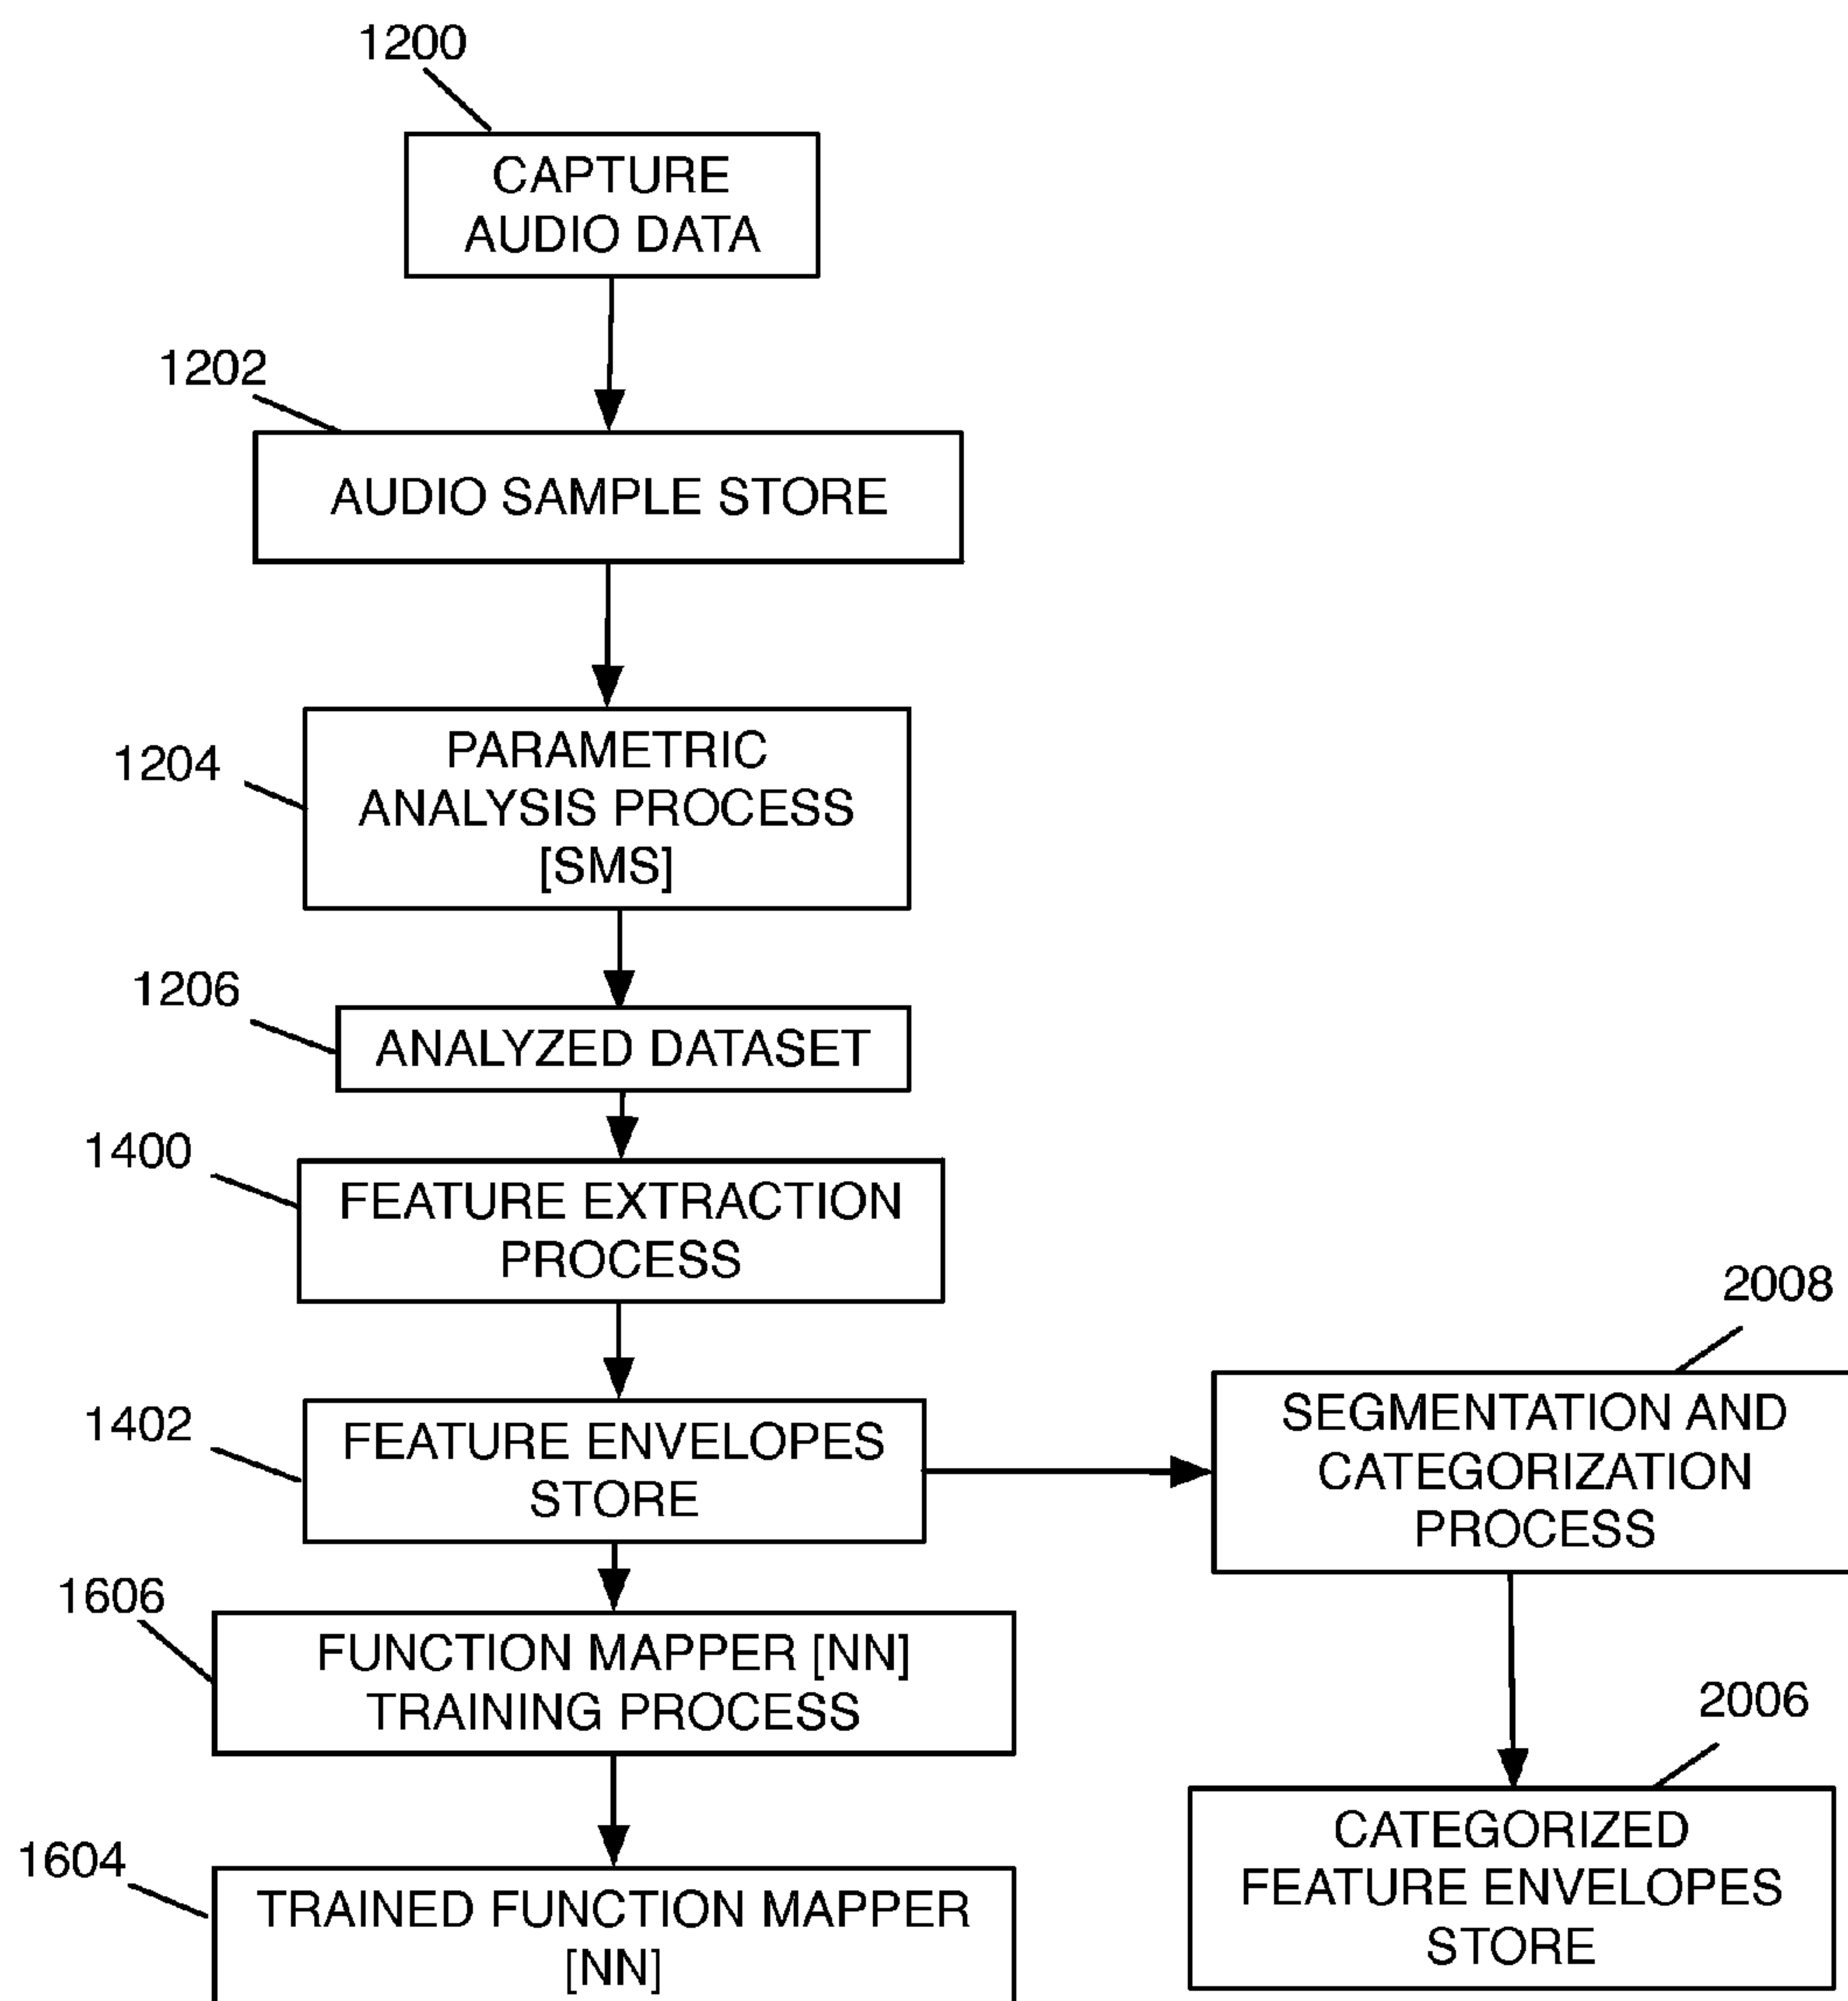 1200
CAPTURE
AUDIO DATA
1202
AUDIO SAMPLE STORE
1204
PARAMETRIC
ANALYSIS PROCESS
[SMS]
1206
ANALYZED DATASET
1400
FEATURE EXTRACTION
PROCESS
1402
FEATURE ENVELOPES
STORE
2008
SEGMENTATION AND
CATEGORIZATION
PROCESS
1606
FUNCTION MAPPER [NN]
TRAINING PROCESS
2006
CATEGORIZED
FEATURE ENVELOPES
STORE
1604
TRAINED FUNCTION MAPPER
[NN]